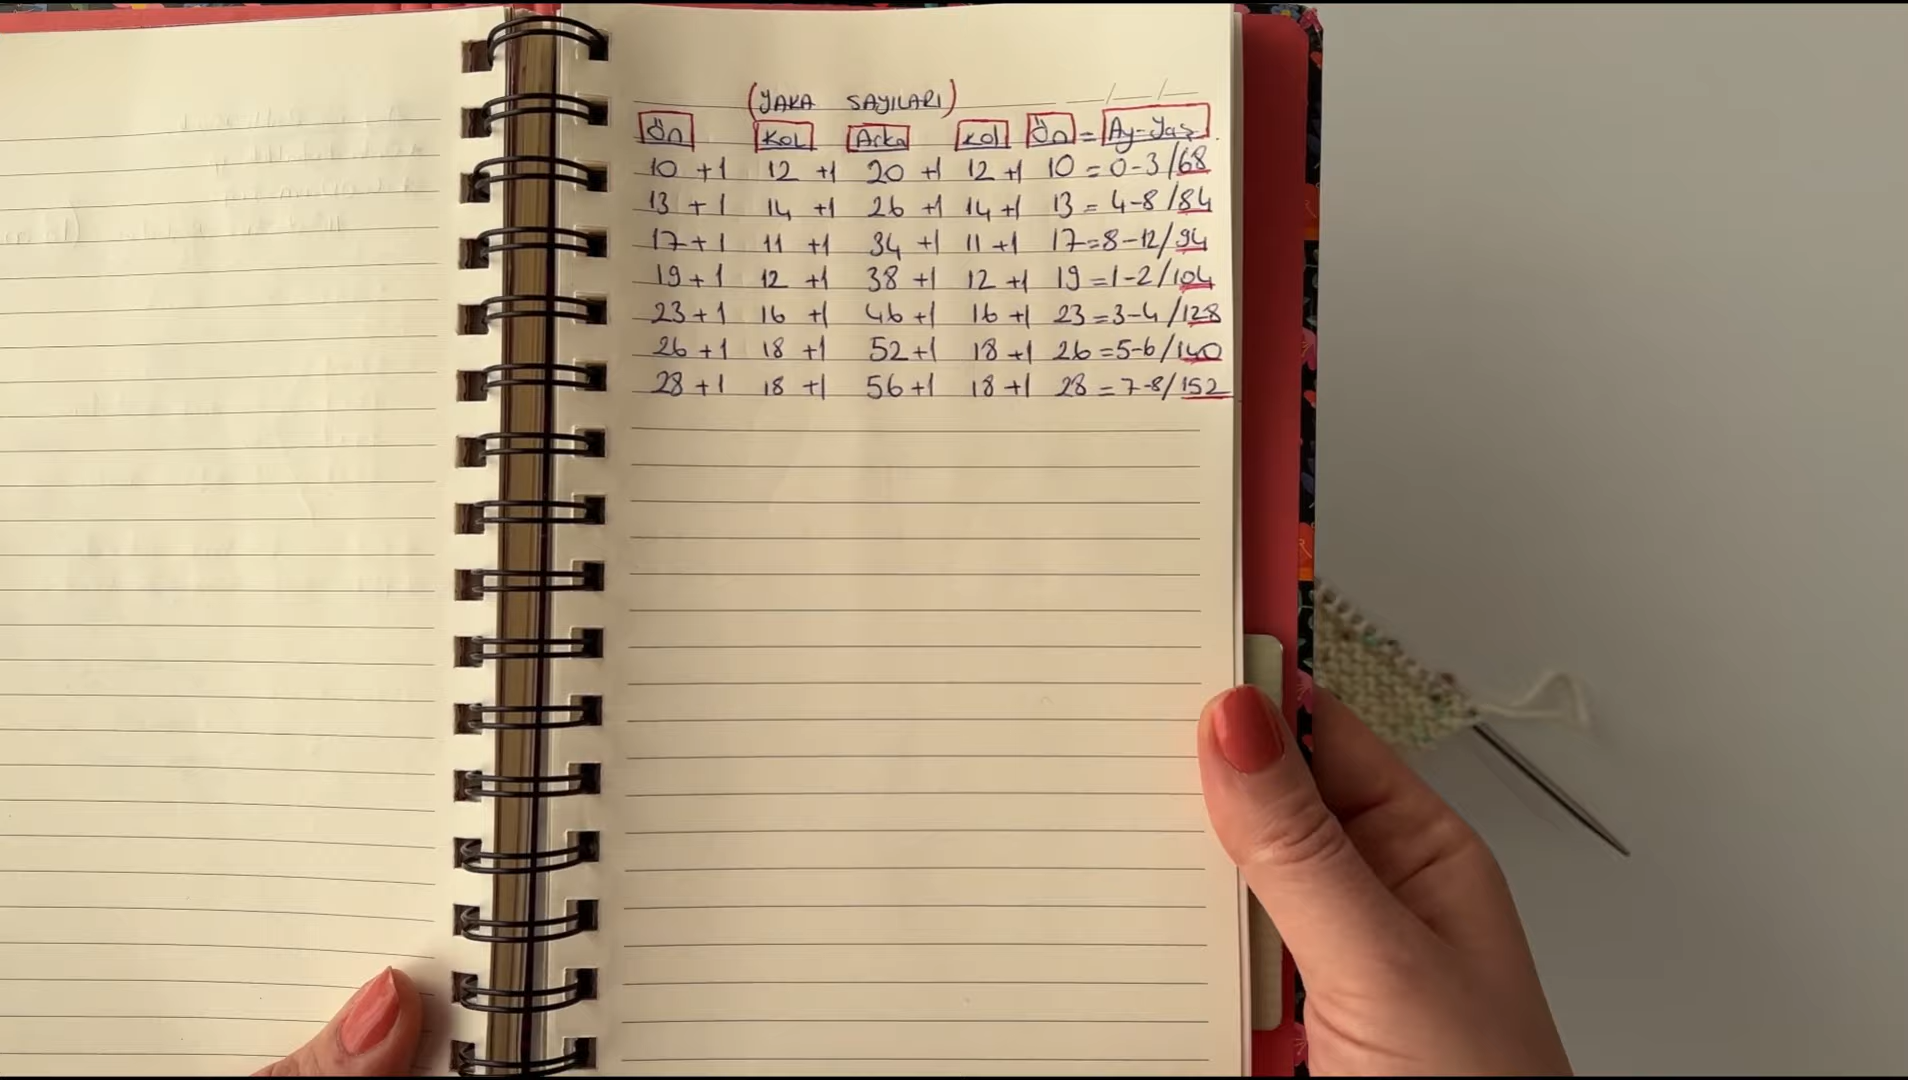 (YAKA SAYILARI) __/__/__
Ön Kol Arka Kol Ön = Ay-Yaş
10 +1 12 +1 20 +1 12 +1 10 = 0-3/68
13 +1 14 +1 26 +1 14 +1 13 = 4-8/84
17+1 11 +1 34 +1 11 +1 17=8-12/94
19+1 12 +1 38 +1 12 +1 19=1-2/104
23+1 16 +1 46+1 16 +1 23=3-4/128
26+1 18 +1 52+1 18+1 26=5-6/140
28+1 18 +1 56+1 18+1 28=7-8/152